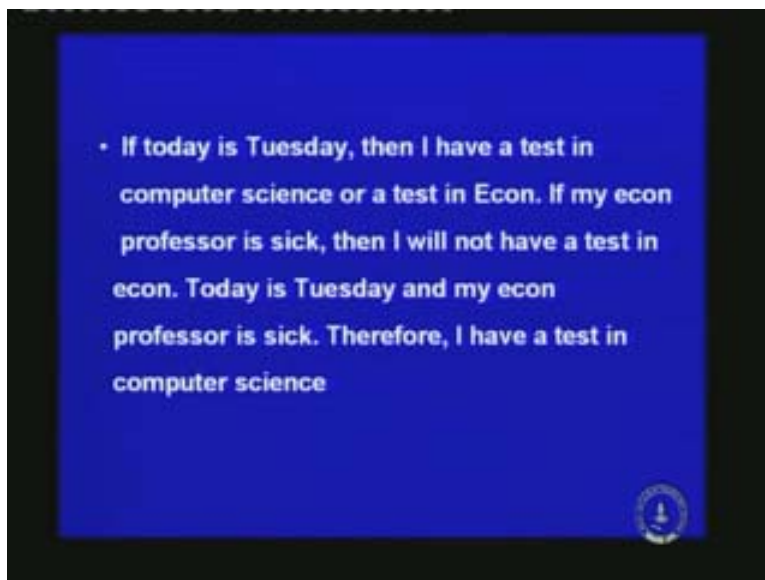 • If today is Tuesday, then I have a test in
computer science or a test in Econ. If my econ
professor is sick, then I will not have a test in
econ. Today is Tuesday and my econ
professor is sick. Therefore, I have a test in
computer science